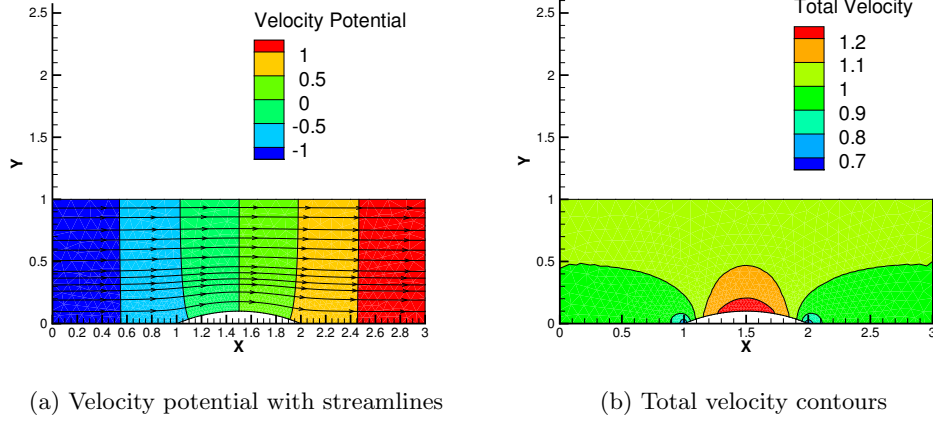 Velocity Potential
1
0.5
0
-0.5
-1
2.5
2
1.5
1
0.5
0
Y
0 0.2 0.4 0.6 0.8 1 1.2 1.4 1.6 1.8 2 2.2 2.4 2.6 2.8 3
X
(a) Velocity potential with streamlines
Total Velocity
1.2
1.1
1
0.9
0.8
0.7
2.5
2
1.5
1
0.5
0
Y
0 0.5 1 1.5 2 2.5 3
X
(b) Total velocity contours